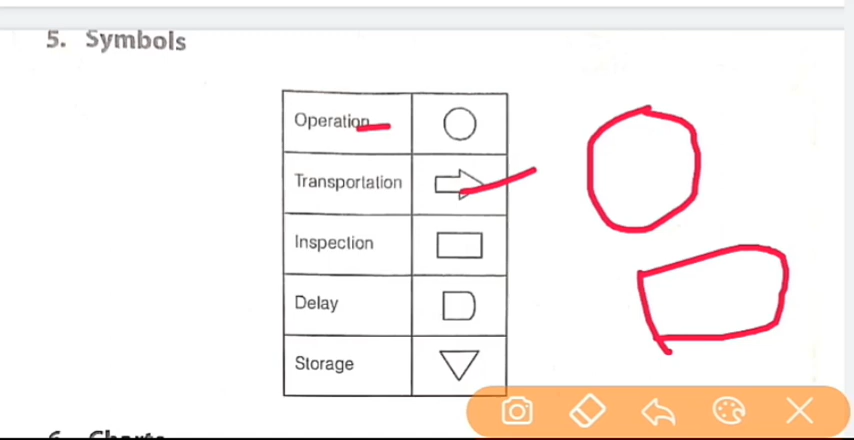 5. Symbols
Operation
Transportation
Inspection
Delay
Storage